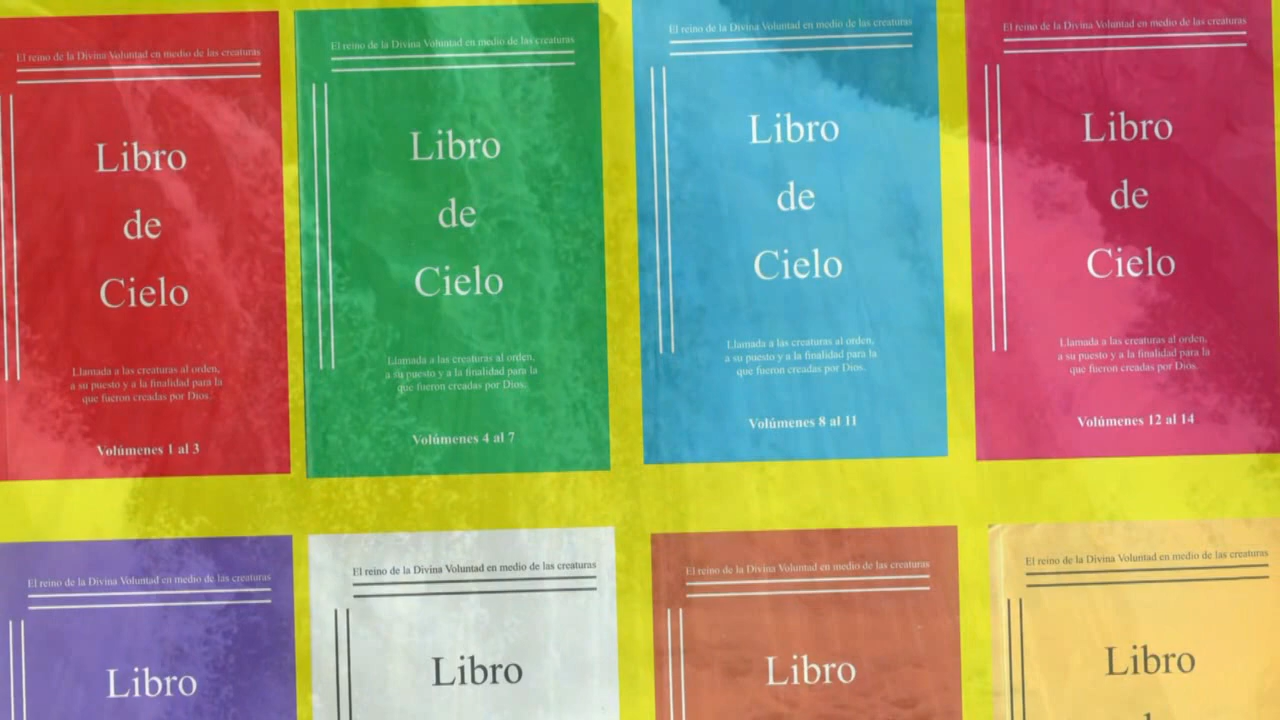 El reino de la Divina Voluntad en medio de las creaturas
Libro
de
Cielo
Llamada a las creaturas al orden,
a su puesto y a la finalidad para la
que fueron creadas por Dios.
Volúmenes 1 al 3
El reino de la Divina Voluntad en medio de las creaturas
Libro
de
Cielo
Llamada a las creaturas al orden,
a su puesto y a la finalidad para la
que fueron creadas por Dios.
Volúmenes 4 al 7
El reino de la Divina Voluntad en medio de las creaturas
Libro
de
Cielo
Llamada a las creaturas al orden,
a su puesto y a la finalidad para la
que fueron creadas por Dios.
Volúmenes 8 al 11
El reino de la Divina Voluntad en medio de las creaturas
Libro
de
Cielo
Llamada a las creaturas al orden,
a su puesto y a la finalidad para la
que fueron creadas por Dios.
Volúmenes 12 al 14
El reino de la Divina Voluntad en medio de las creaturas
Libro
El reino de la Divina Voluntad en medio de las creaturas
Libro
El reino de la Divina Voluntad en medio de las creaturas
Libro
El reino de la Divina Voluntad en medio de las creaturas
Libro